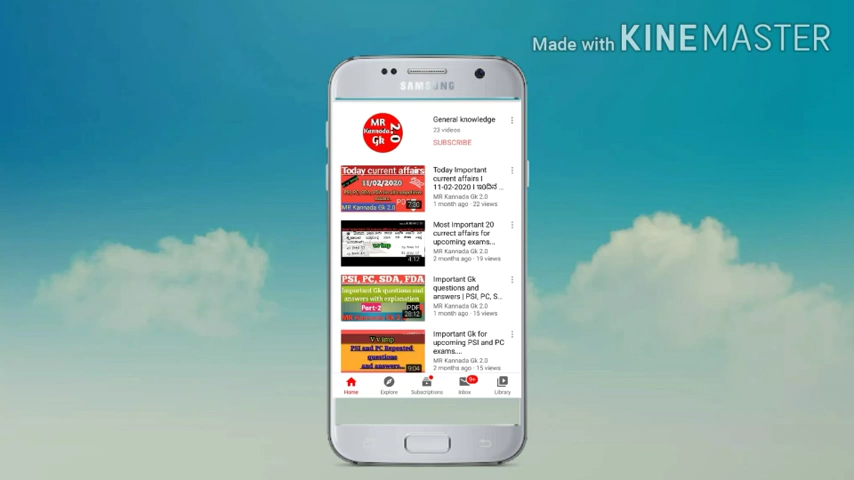 Made with KINEMASTER
SAMSUNG
MR
Kannada
Gk
2.0
General knowledge
23 videos
SUBSCRIBE
Today current affairs
11/02/2020
MR Kannada Gk 2.0
7:30
Today Important
current affairs I
11-02-2020 I
MR Kannada Gk 2.0
1 month ago · 22 views
4:12
Most important 20
currect affairs for
upcoming exams...
MR Kannada Gk 2.0
2 months ago · 19 views
PSI, PC, SDA, FDA
Important Gk questions and
answers with explanation
Part-2
PDF
28:12
Important Gk
questions and
answers | PSI, PC, S...
MR Kannada Gk 2.0
1 month ago · 15 views
V.v imp
PSI and PC Repeated
questions
and answers...
9:04
Important Gk for
upcoming PSI and PC
exams....
MR Kannada Gk 2.0
2 months ago · 15 views
9+
Home
Explore
Subscriptions
Inbox
Library